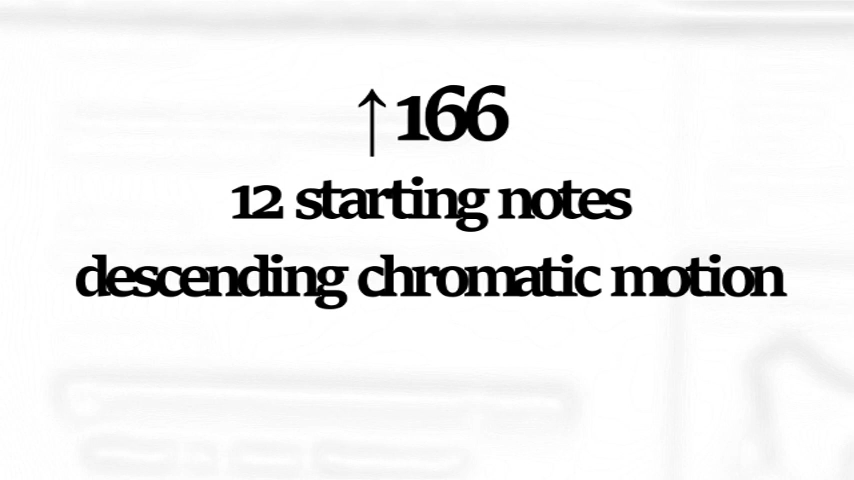 ↑166
12 starting notes
descending chromatic motion